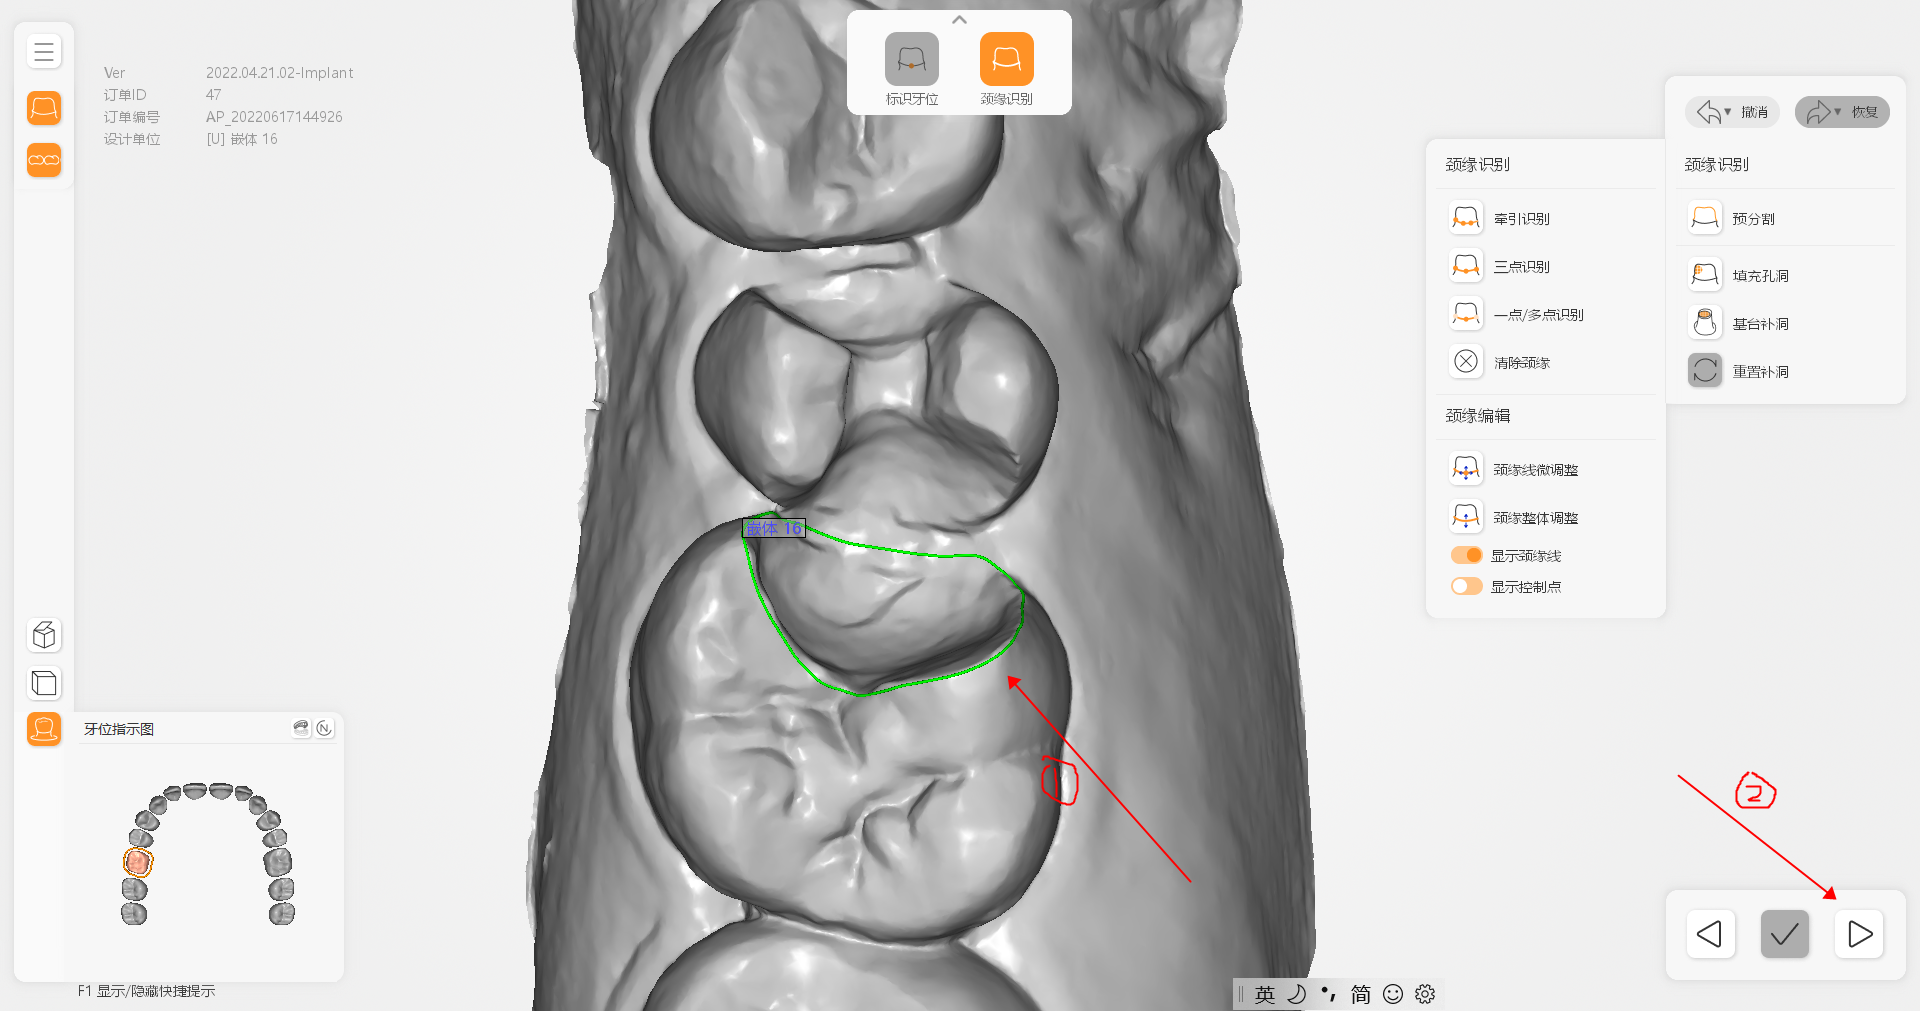 标识牙位
颈缘识别
Ver 2022.04.21.02-Implant
订单ID 47
订单编号 AP_20220617144926
设计单位 [U] 嵌体 16
撤消
恢复
颈缘识别
预分割
填充孔洞
基台补洞
重置补洞
颈缘识别
牵引识别
三点识别
一点/多点识别
清除颈缘
颈缘编辑
颈缘线微调整
颈缘整体调整
显示颈缘线
显示控制点
嵌体 16
1
2
牙位指示图
N
F1 显示/隐藏快捷提示
英
简